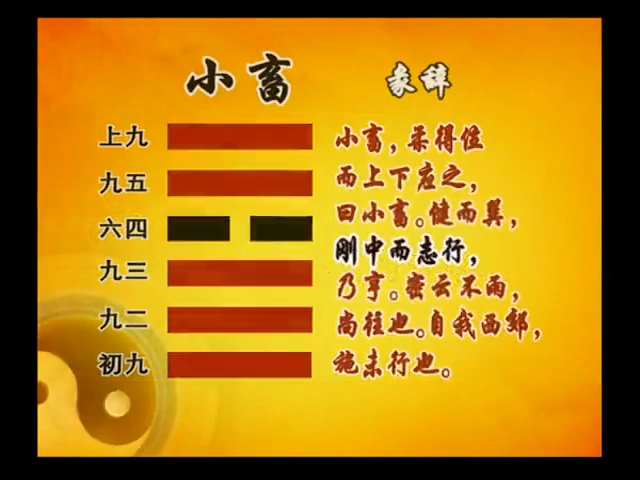 小畜
彖辞
上九
九五
六四
九三
九二
初九
小畜，柔得位
而上下应之，
曰小畜。健而巽，
刚中而志行，
乃亨。密云不雨，
尚往也。自我西郊，
施未行也。